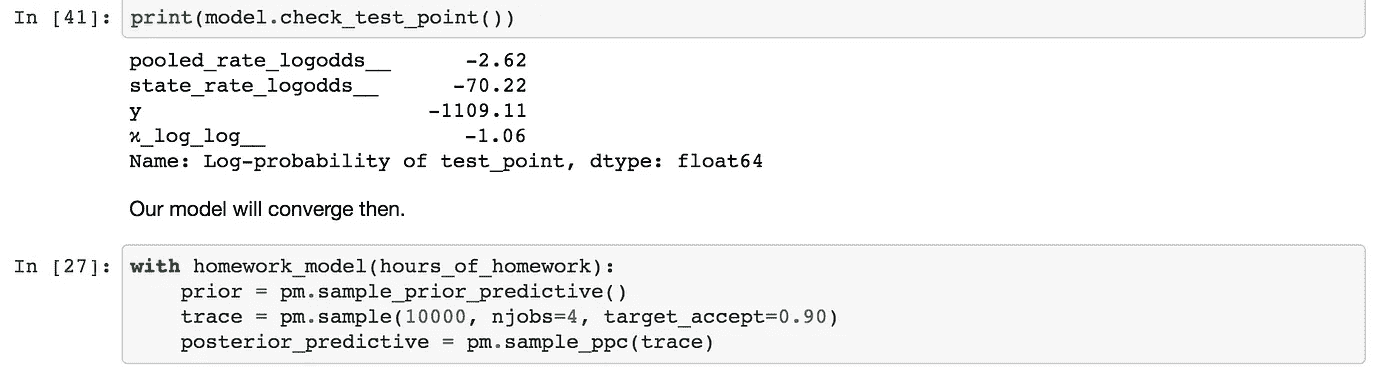 In [41]: print(model.check_test_point())
pooled_rate_logodds__ -2.62
state_rate_logodds__ -70.22
y -1109.11
ϰ_log_log__ -1.06
Name: Log-probability of test_point, dtype: float64
Our model will converge then.
In [27]: with homework_model(hours_of_homework):
prior = pm.sample_prior_predictive()
trace = pm.sample(10000, njobs=4, target_accept=0.90)
posterior_predictive = pm.sample_ppc(trace)